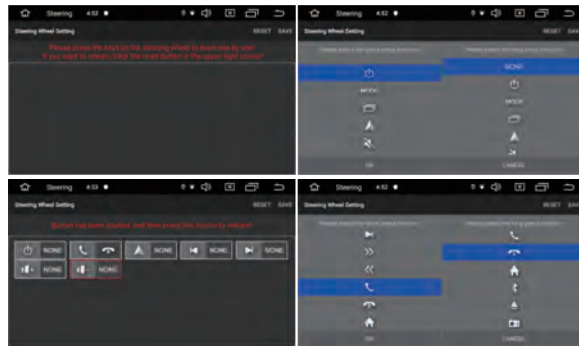 Steering 4:52
Steering Wheel Setting RESET SAVE
Please press the keys on the steering wheel to learn one by one!
If you want to relearn, click the reset button in the upper right corner!
Steering 4:52
Steering Wheel Setting RESET SAVE
NONE
MODE
MODE
OK CANCEL
Steering 4:53
Steering Wheel Setting RESET SAVE
Button has been studied, and then press the button to
NONE NONE NONE NONE
NONE NONE
Steering 4:52
Steering Wheel Setting RESET SAVE
OK CANCEL